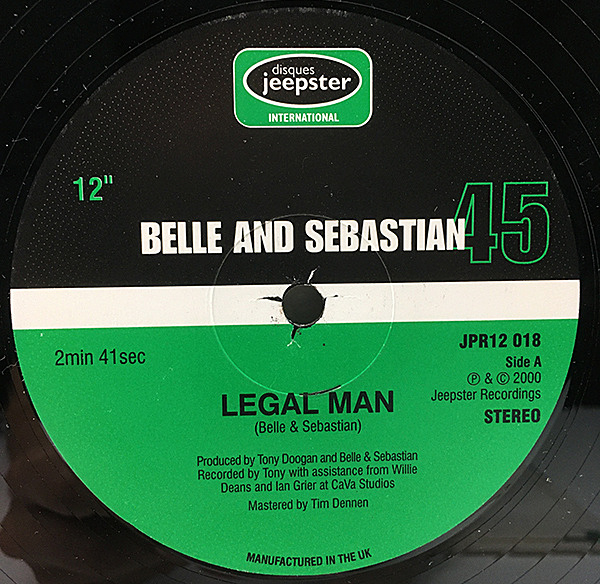 disques
jeepster
INTERNATIONAL
12"
45
BELLE AND SEBASTIAN
2min 41sec
JPR12 018
Side A
℗ & © 2000
Jeepster Recordings
STEREO
LEGAL MAN
(Belle & Sebastian)
Produced by Tony Doogan and Belle & Sebastian
Recorded by Tony with assistance from Willie
Deans and Ian Grier at CaVa Studios
Mastered by Tim Dennen
MANUFACTURED IN THE UK